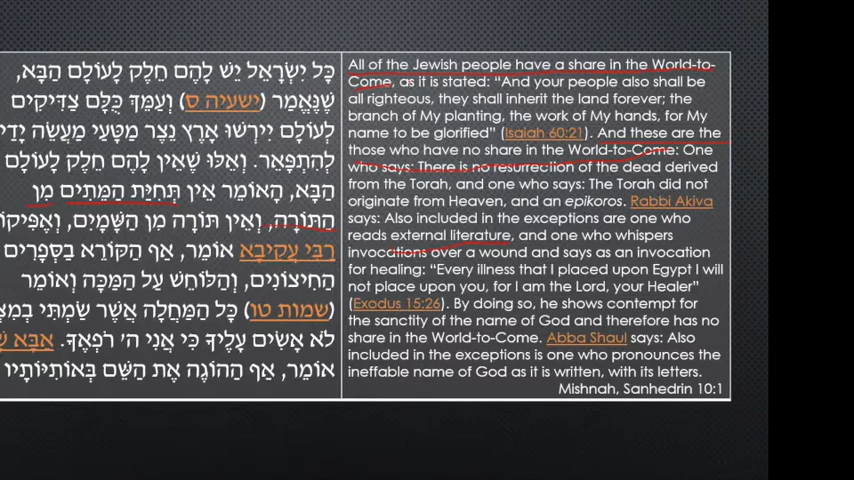 כָּל יִשְׂרָאֵל יֵשׁ לָהֶם חֵלֶק לָעוֹלָם הַבָּא,
שֶׁנֶּאֱמַר (ישעיה ס) וְעַמֵּךְ כֻּלָּם צַדִּיקִים
לְעוֹלָם יִירְשׁוּ אָרֶץ נֵצֶר מַטָּעַי מַעֲשֵׂה יָדַי
לְהִתְפָּאֵר. וְאֵלּוּ שֶׁאֵין לָהֶם חֵלֶק לָעוֹלָם
הַבָּא, הָאוֹמֵר אֵין תְּחִיַּת הַמֵּתִים מִן
הַתּוֹרָה, וְאֵין תּוֹרָה מִן הַשָּׁמָיִם,
רַבִּי עֲקִיבָא אוֹמֵר, אַף הַקּוֹרֵא בַסְּפָרִים
הַחִיצוֹנִים, וְהַלּוֹחֵשׁ עַל הַמַּכָּה וְאוֹמֵר
(שמות טו) כָּל הַמַּחֲלָה אֲשֶׁר שַׂמְתִּי
לֹא אָשִׂים עָלֶיךָ כִּי אֲנִי ה' רֹפְאֶךָ. אַבָּא
אוֹמֵר, אַף הַהוֹגֶה אֶת הַשֵּׁם בְּאוֹתִיּוֹתָיו
All of the Jewish people have a share in the World-to-
Come, as it is stated: “And your people also shall be
all righteous, they shall inherit the land forever; the
branch of My planting, the work of My hands, for My
name to be glorified” (Isaiah 60:21). And these are the
those who have no share in the World-to-Come: One
who says: There is no resurrection of the dead derived
from the Torah, and one who says: The Torah did not
originate from Heaven, and an epikoros. Rabbi Akiva
says: Also included in the exceptions are one who
reads external literature, and one who whispers
invocations over a wound and says as an invocation
for healing: “Every illness that I placed upon Egypt I will
not place upon you, for I am the Lord, your Healer”
(Exodus 15:26). By doing so, he shows contempt for
the sanctity of the name of God and therefore has no
share in the World-to-Come. Abba Shaul says: Also
included in the exceptions is one who pronounces the
ineffable name of God as it is written, with its letters.
Mishnah, Sanhedrin 10:1